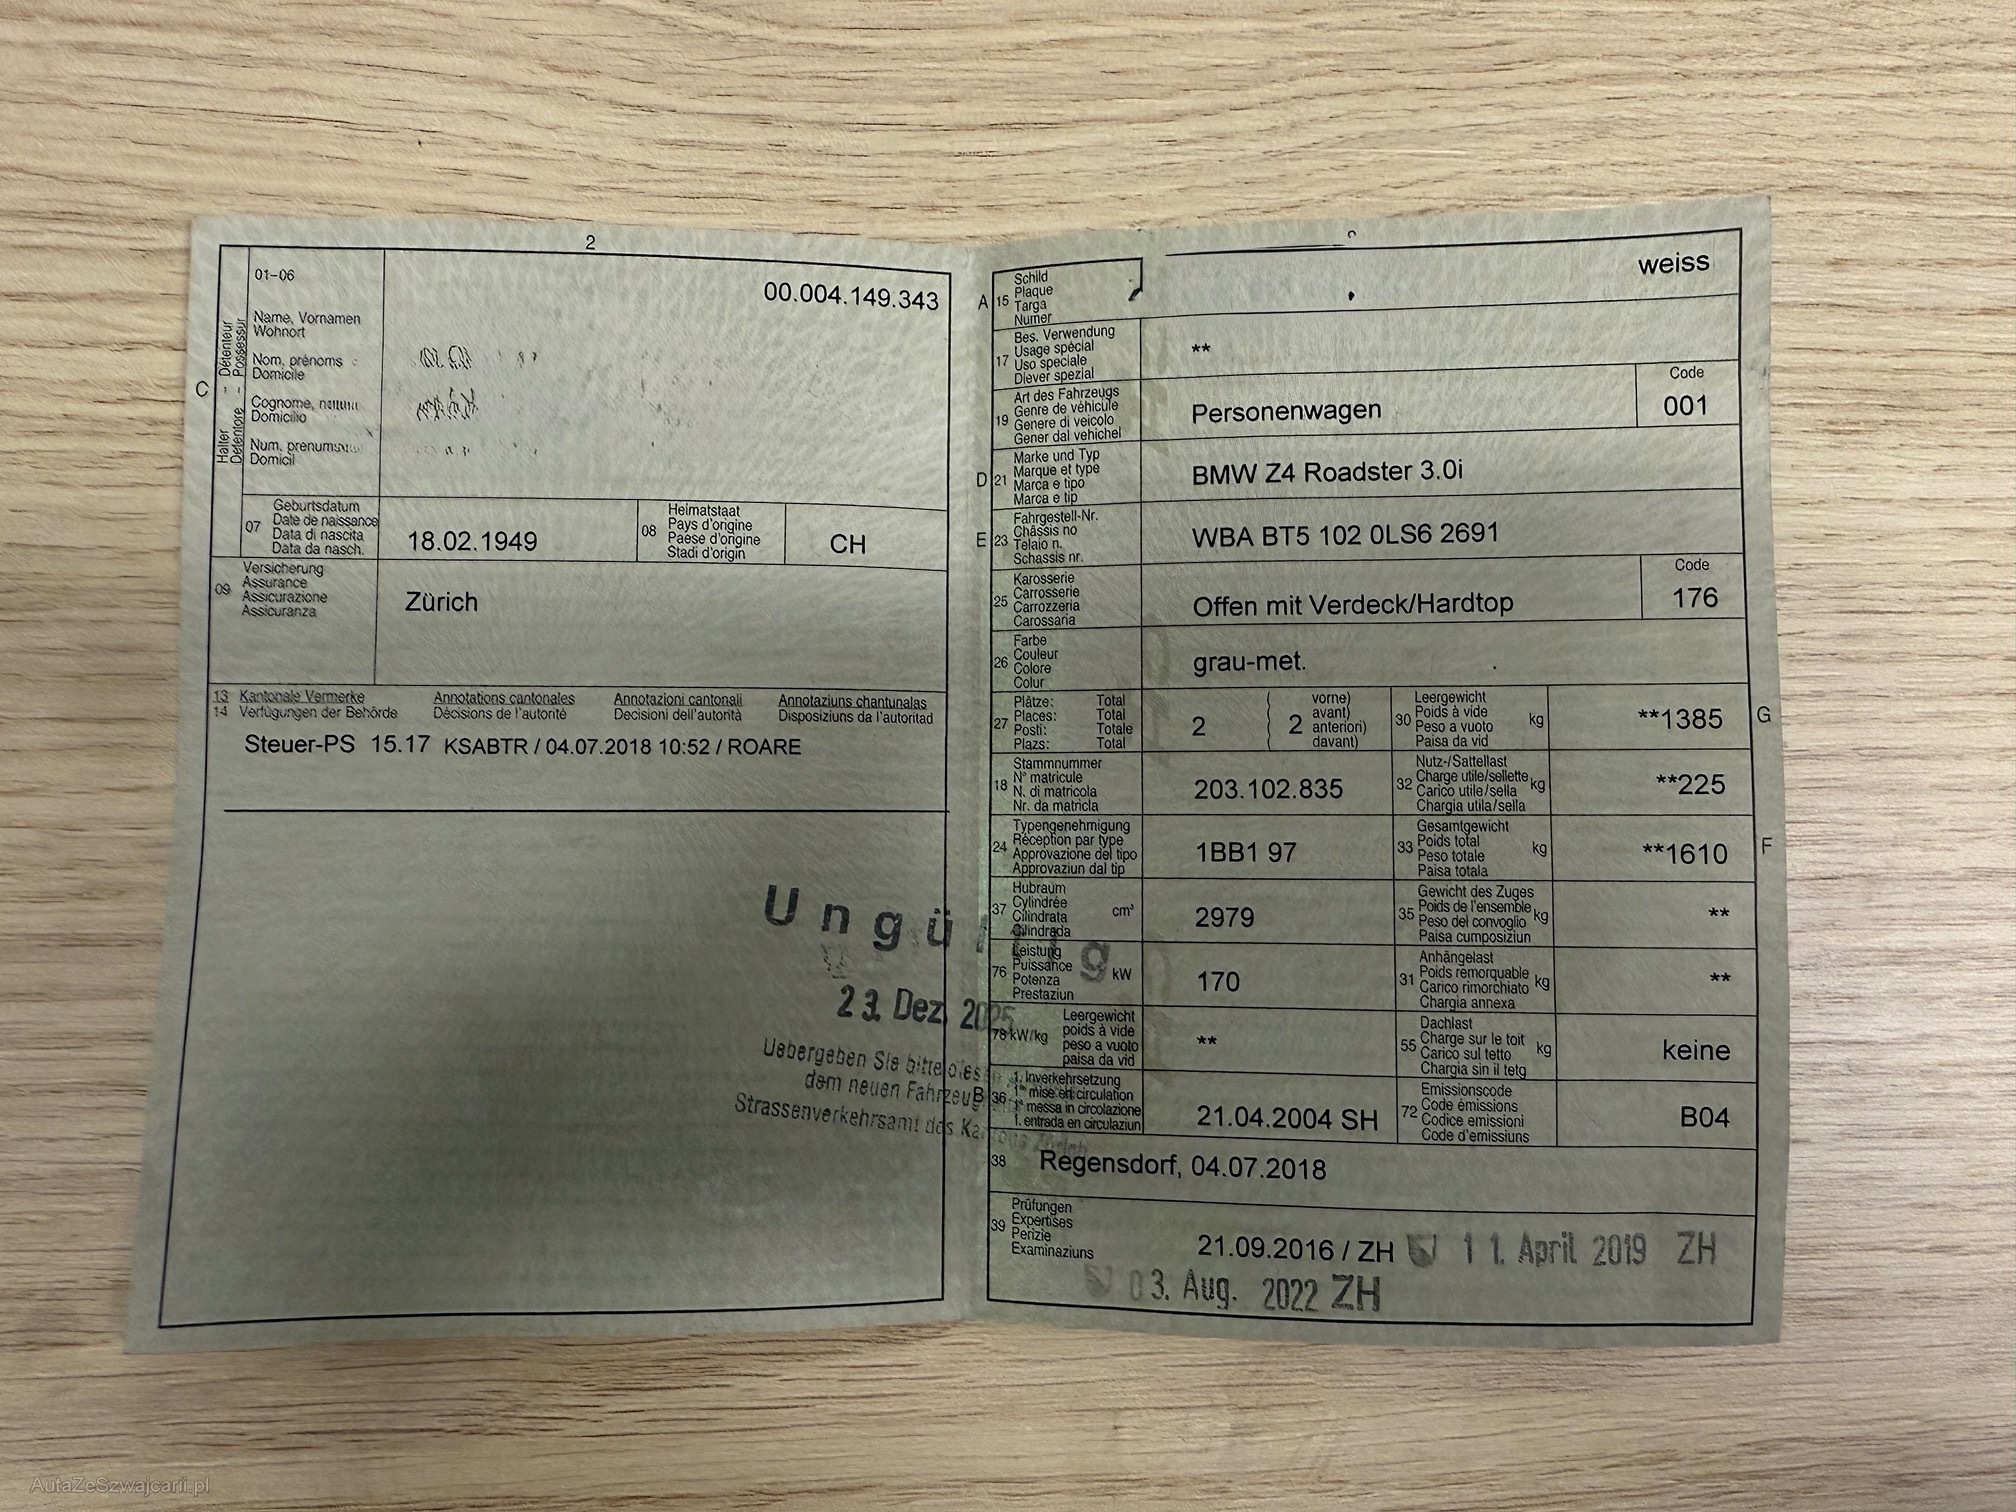 2
01-06
00.004.149.343
Halter - Détenteur
Detentore - Possessur
C
Name, Vornamen
Wohnort
Nom, prénoms
Domicile
Cognome,
Domicilio
Num, prenums
Domicil
07
Geburtsdatum
Date de naissance
Data di nascita
Data da nasch.
18.02.1949
08
Heimatstaat
Pays d'origine
Paese d'origine
Stadi d'origin
CH
09
Versicherung
Assurance
Assicurazione
Assicuranza
Zürich
13 Kantonale Vermerke Annotations cantonales Annotazioni cantonali Annotaziuns chantunalas
14 Verfügungen der Behörde Décisions de l'autorité Decisioni dell'autorità Disposiziuns da l'autoritad
Steuer-PS 15.17 KSABTR / 04.07.2018 10:52 / ROARE
Ungültig
23. Dez. 2025
Uebergeben Sie bitte diesen
dem neuen Fahrzeug
Strassenverkehrsamt des Kantons Zürich
A 15
Schild
Plaque
Targa
Numer
weiss
17
Bes. Verwendung
Usage spécial
Uso speciale
Diever spezial
**
19
Art des Fahrzeugs
Genre de véhicule
Genere di veicolo
Gener dal vehichel
Personenwagen
Code
001
D 21
Marke und Typ
Marque et type
Marca e tipo
Marca e tip
BMW Z4 Roadster 3.0i
E 23
Fahrgestell-Nr.
Châssis no
Telaio n.
Schassis nr.
WBA BT5 102 0LS6 2691
25
Karosserie
Carrosserie
Carrozzeria
Carossaria
Offen mit Verdeck/Hardtop
Code
176
26
Farbe
Couleur
Colore
Colur
grau-met.
27
Plätze: Total
Places: Total
Posti: Totale
Plazs: Total
2
( 2
vorne)
avant)
anteriori)
davant)
30
Leergewicht
Poids à vide
Peso a vuoto
Paisa da vid
kg
**1385
G
18
Stammnummer
N° matricule
N. di matricola
Nr. da matricla
203.102.835
32
Nutz-/Sattellast
Charge utile/sellette
Carico utile/sella
Chargia utila/sella
kg
**225
24
Typengenehmigung
Réception par type
Approvazione del tipo
Approvaziun dal tip
1BB1 97
33
Gesamtgewicht
Poids total
Peso totale
Paisa totala
kg
**1610
F
37
Hubraum
Cylindrée
Cilindrata
Cilindrada
cm³
2979
35
Gewicht des Zuges
Poids de l'ensemble
Peso del convoglio
Paisa cumposiziun
kg
**
76
Leistung
Puissance
Potenza
Prestaziun
kW
170
31
Anhängelast
Poids remorquable
Carico rimorchiato
Chargia annexa
kg
**
78 kW/kg
Leergewicht
poids à vide
peso a vuoto
paisa da vid
**
55
Dachlast
Charge sur le toit
Carico sul tetto
Chargia sin il tetg
kg
keine
B 36
1. Inverkehrsetzung
1re mise en circulation
1a messa in circolazione
1. entrada en circulaziun
21.04.2004 SH
72
Emissionscode
Code émissions
Codice emissioni
Code d'emissiuns
B04
38
Regensdorf, 04.07.2018
39
Prüfungen
Expertises
Perizie
Examinaziuns
21.09.2016 / ZH
11. April 2019 ZH
03. Aug. 2022 ZH
AutaZeSzwajcarii.pl